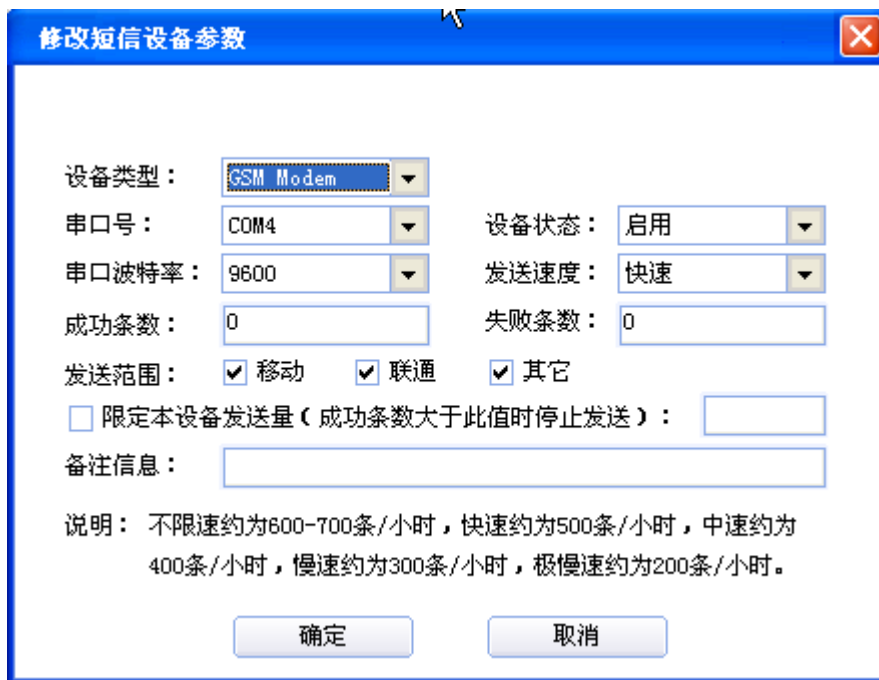 修改短信设备参数
设备类型： GSM Modem
串口号： COM4 设备状态： 启用
串口波特率： 9600 发送速度： 快速
成功条数： 0 失败条数： 0
发送范围： 移动 联通 其它
限定本设备发送量（成功条数大于此值时停止发送）：
备注信息：
说明： 不限速约为600-700条/小时，快速约为500条/小时，中速约为
400条/小时，慢速约为300条/小时，极慢速约为200条/小时。
确定 取消